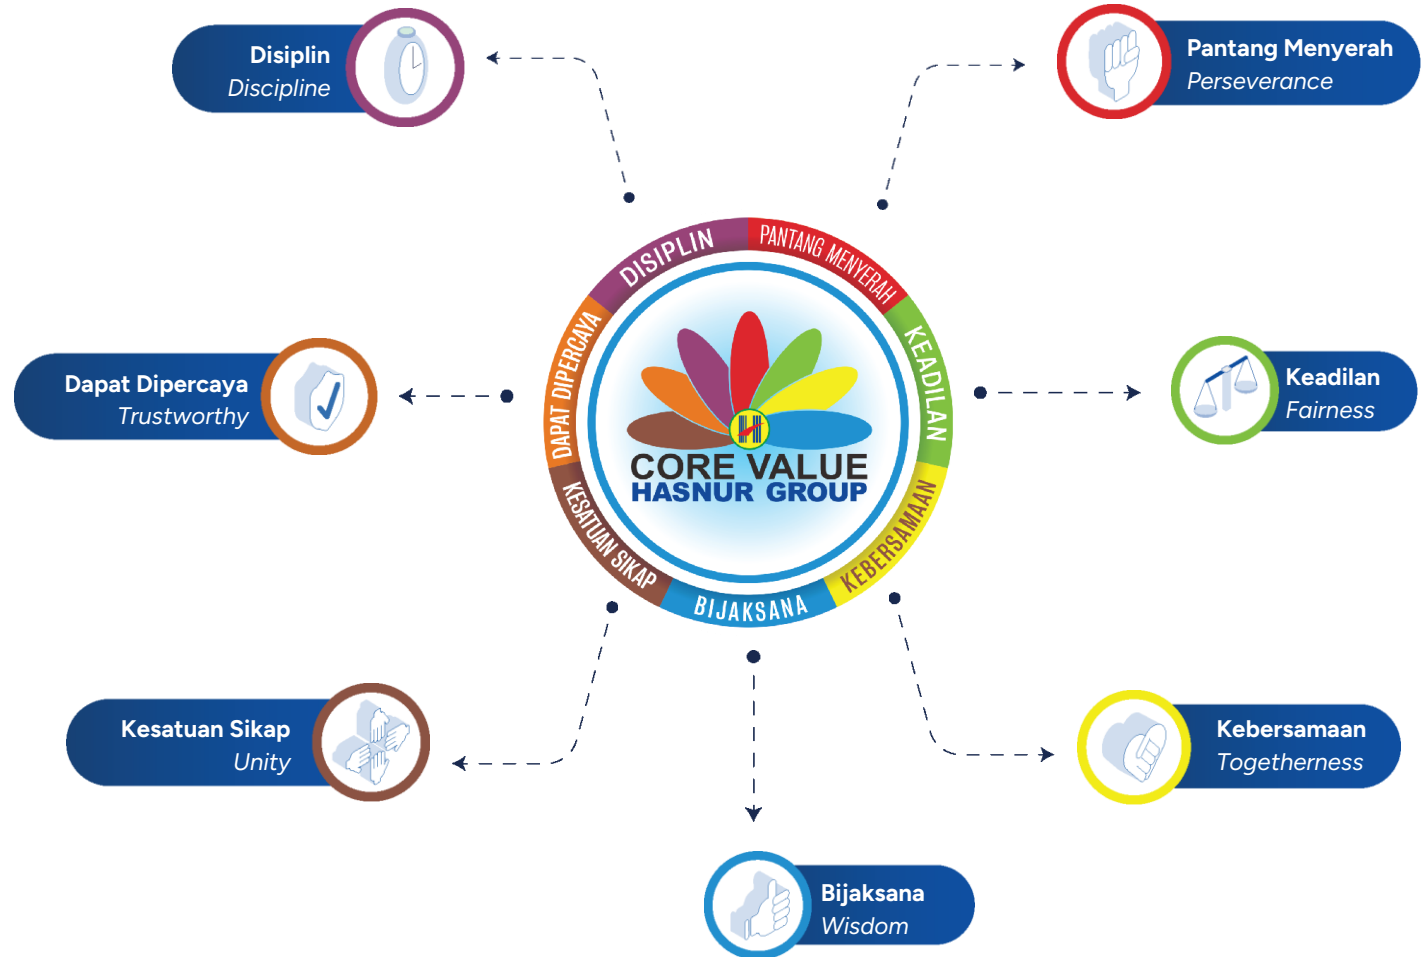 Disiplin
Discipline
Pantang Menyerah
Perseverance
DISIPLIN
PANTANG MENYERAH
DAPAT DIPERCAYA
KEADILAN
Dapat Dipercaya
Trustworthy
Keadilan
Fairness
H
CORE VALUE
HASNUR GROUP
KESATUAN SIKAP
KEBERSAMAAN
BIJAKSANA
Kesatuan Sikap
Unity
Kebersamaan
Togetherness
Bijaksana
Wisdom